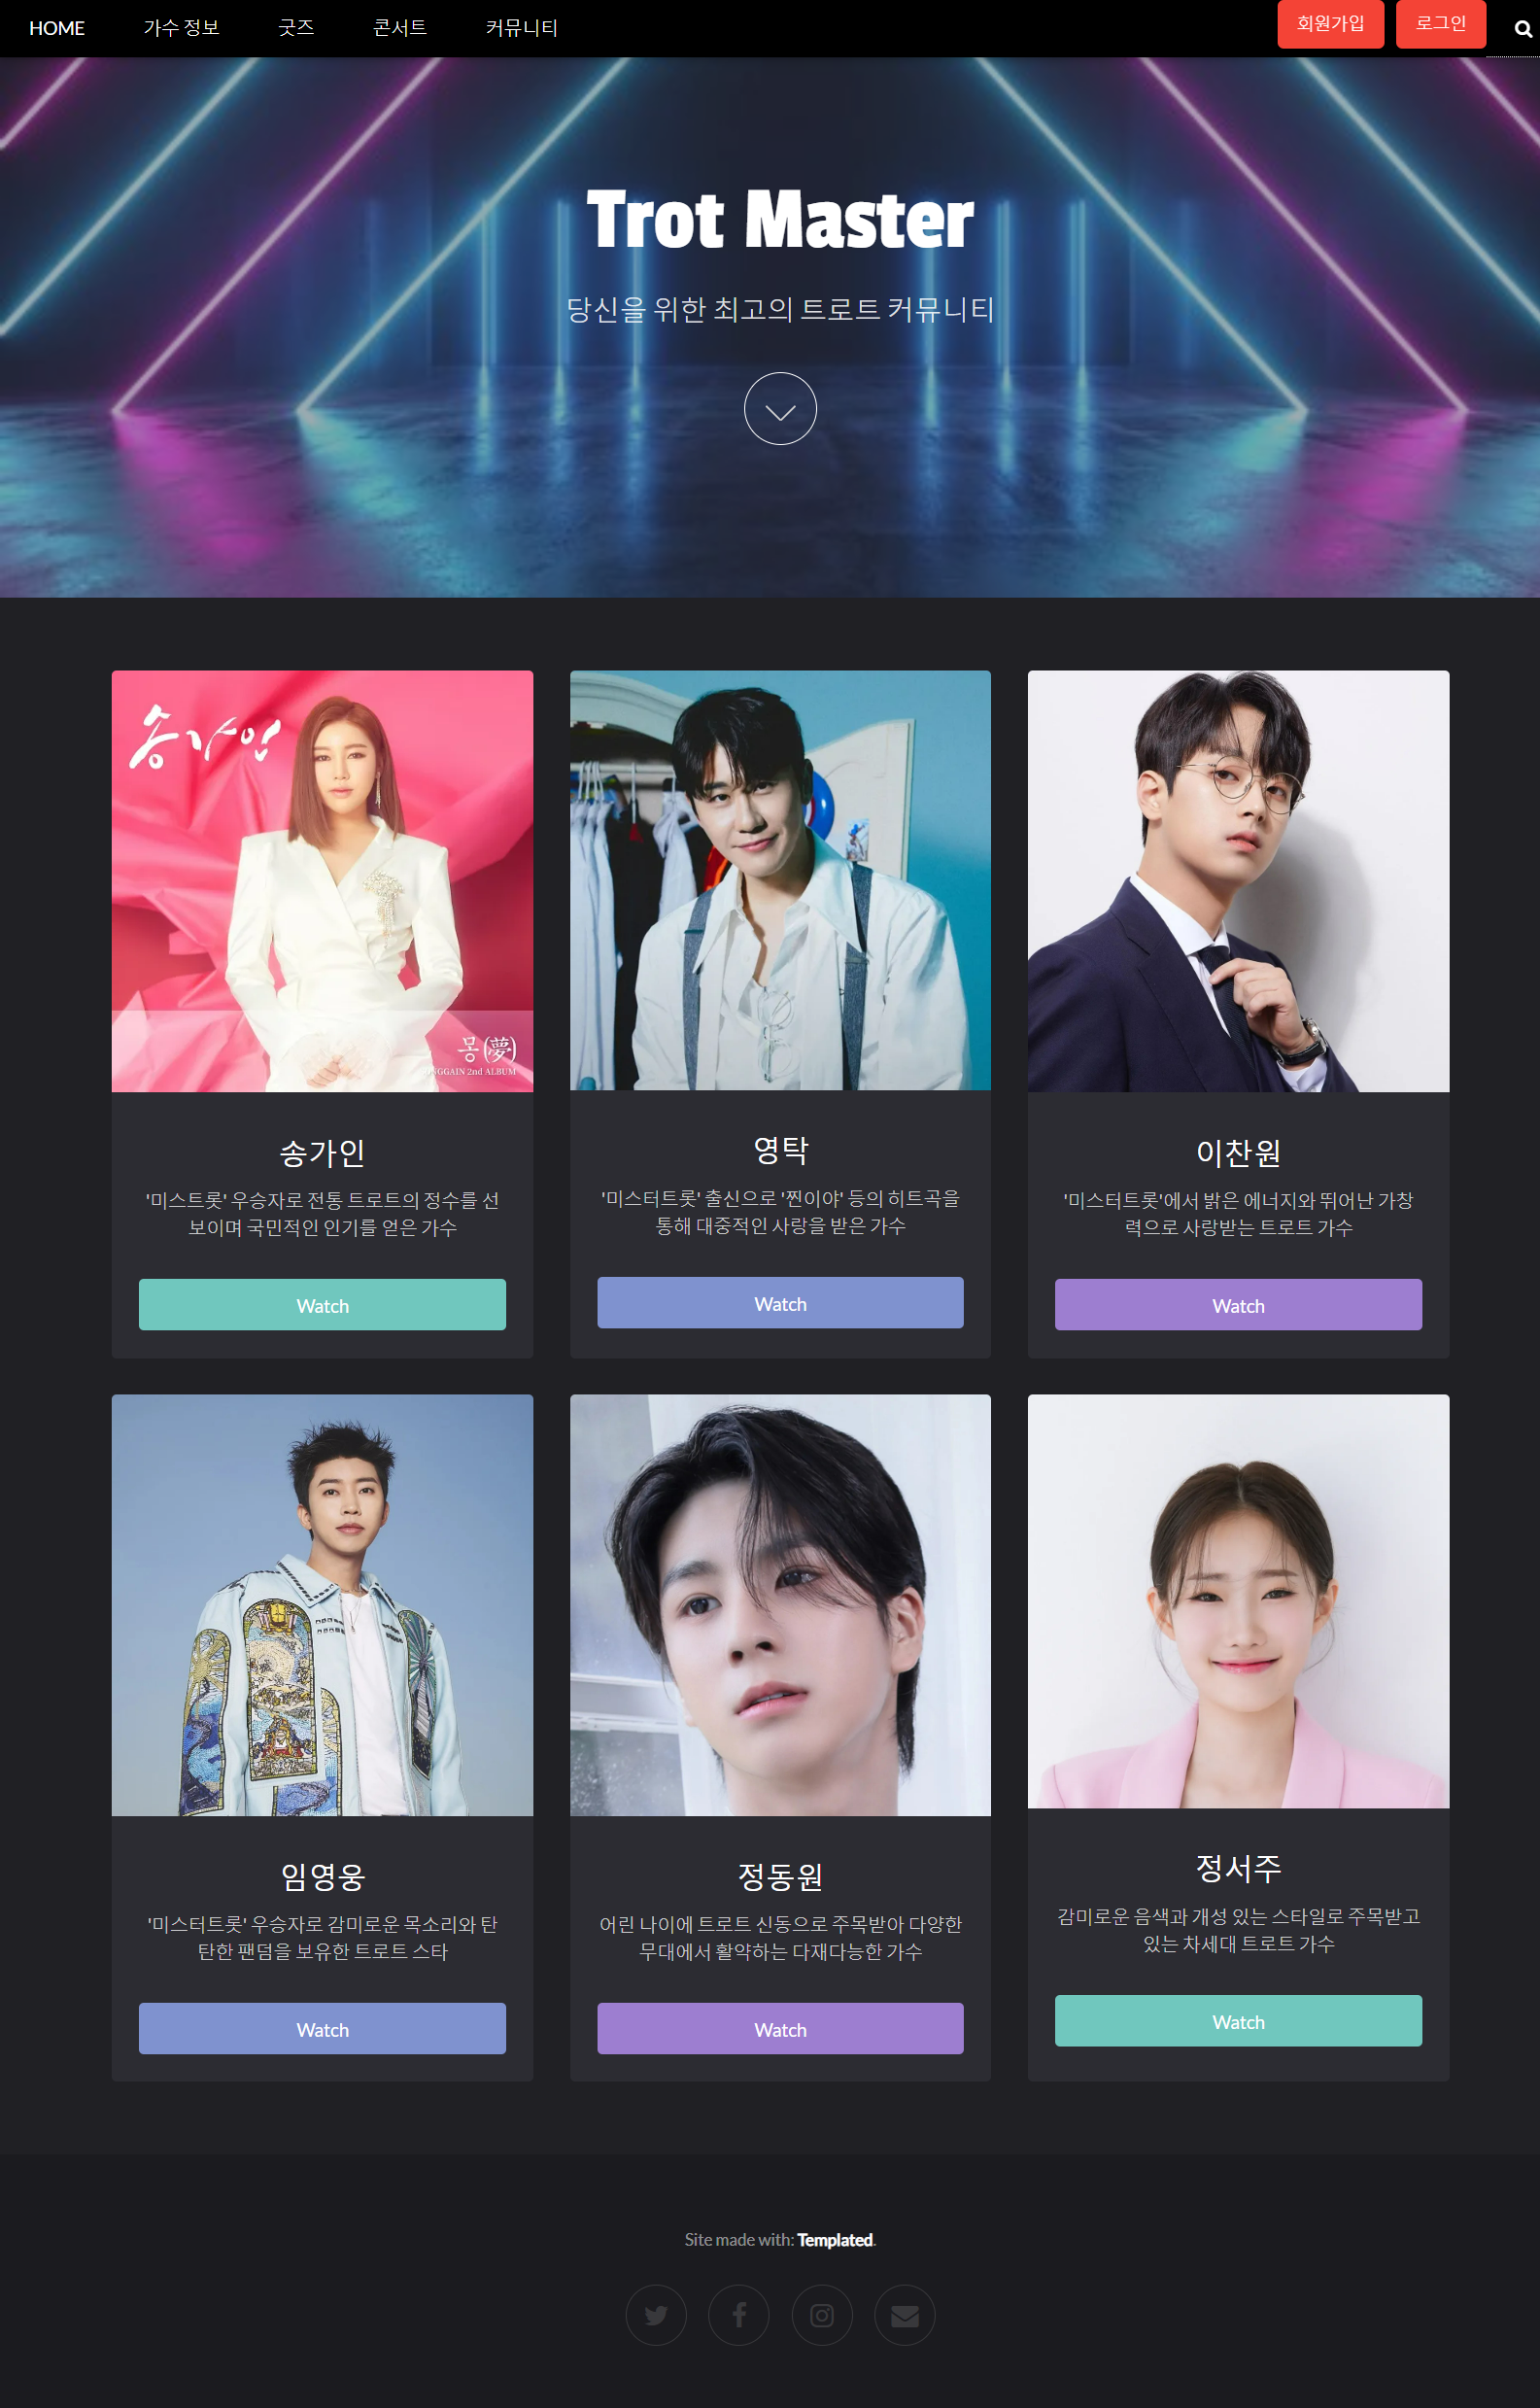 HOME 가수 정보 굿즈 콘서트 커뮤니티 회원가입 로그인
Trot Master
당신을 위한 최고의 트로트 커뮤니티
송가인
몽(夢)
2nd ALBUM
송가인
'미스트롯' 우승자로 전통 트로트의 정수를 선
보이며 국민적인 인기를 얻은 가수
Watch
영탁
'미스터트롯' 출신으로 '찐이야' 등의 히트곡을
통해 대중적인 사랑을 받은 가수
Watch
이찬원
'미스터트롯'에서 밝은 에너지와 뛰어난 가창
력으로 사랑받는 트로트 가수
Watch
임영웅
'미스터트롯' 우승자로 감미로운 목소리와 탄
탄한 팬덤을 보유한 트로트 스타
Watch
정동원
어린 나이에 트로트 신동으로 주목받아 다양한
무대에서 활약하는 다재다능한 가수
Watch
정서주
감미로운 음색과 개성 있는 스타일로 주목받고
있는 차세대 트로트 가수
Watch
Site made with: Templated.